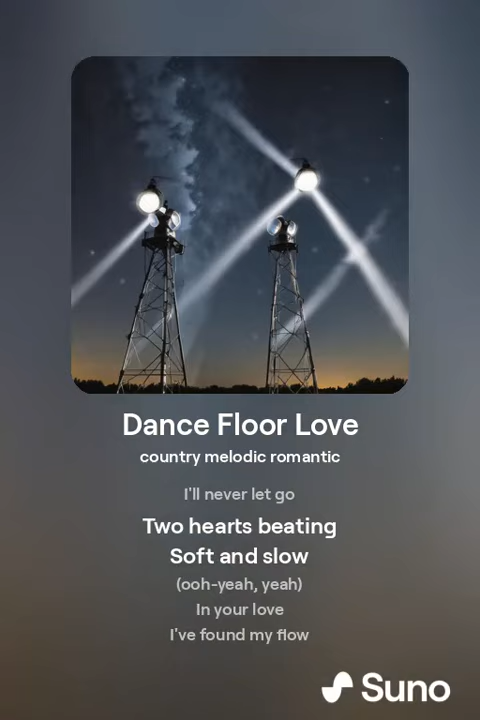 Dance Floor Love
country melodic romantic
I'll never let go
Two hearts beating
Soft and slow
(ooh-yeah, yeah)
In your love
I've found my flow
Suno